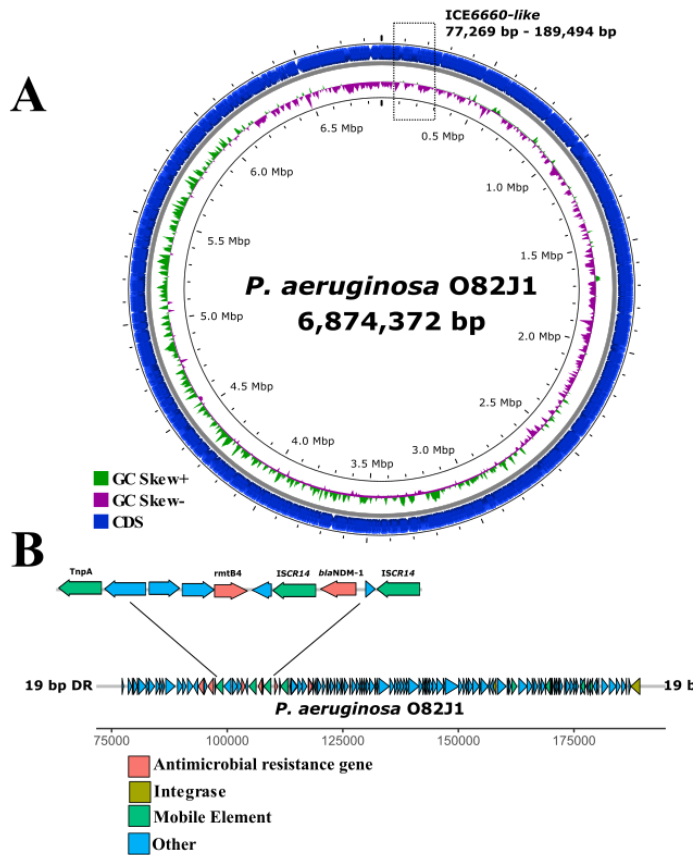 ICE6660-like
77,269 bp - 189,494 bp
A
0.5 Mbp
1.0 Mbp
1.5 Mbp
2.0 Mbp
2.5 Mbp
3.0 Mbp
3.5 Mbp
4.0 Mbp
4.5 Mbp
5.0 Mbp
5.5 Mbp
6.0 Mbp
6.5 Mbp
P. aeruginosa O82J1
6,874,372 bp
GC Skew+
GC Skew-
CDS
B
TnpA rmtB4 ISCR14 blaNDM-1 ISCR14
19 bp DR 19 b
P. aeruginosa O82J1
75000 100000 125000 150000 175000
Antimicrobial resistance gene
Integrase
Mobile Element
Other